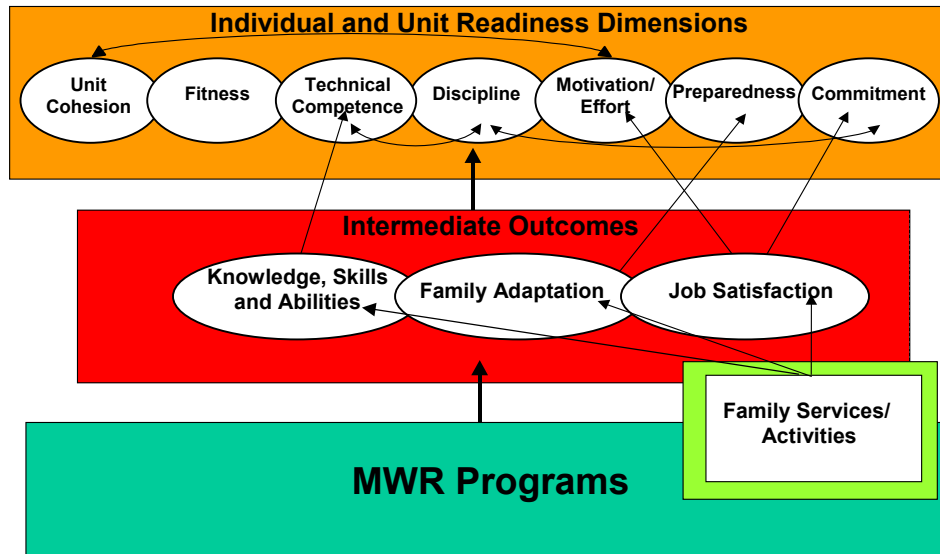 Individual and Unit Readiness Dimensions
Unit
Cohesion
Fitness
Technical
Competence
Discipline
Motivation/
Effort
Preparedness
Commitment
Intermediate Outcomes
Knowledge, Skills
and Abilities
Family Adaptation
Job Satisfaction
Family Services/
Activities
MWR Programs